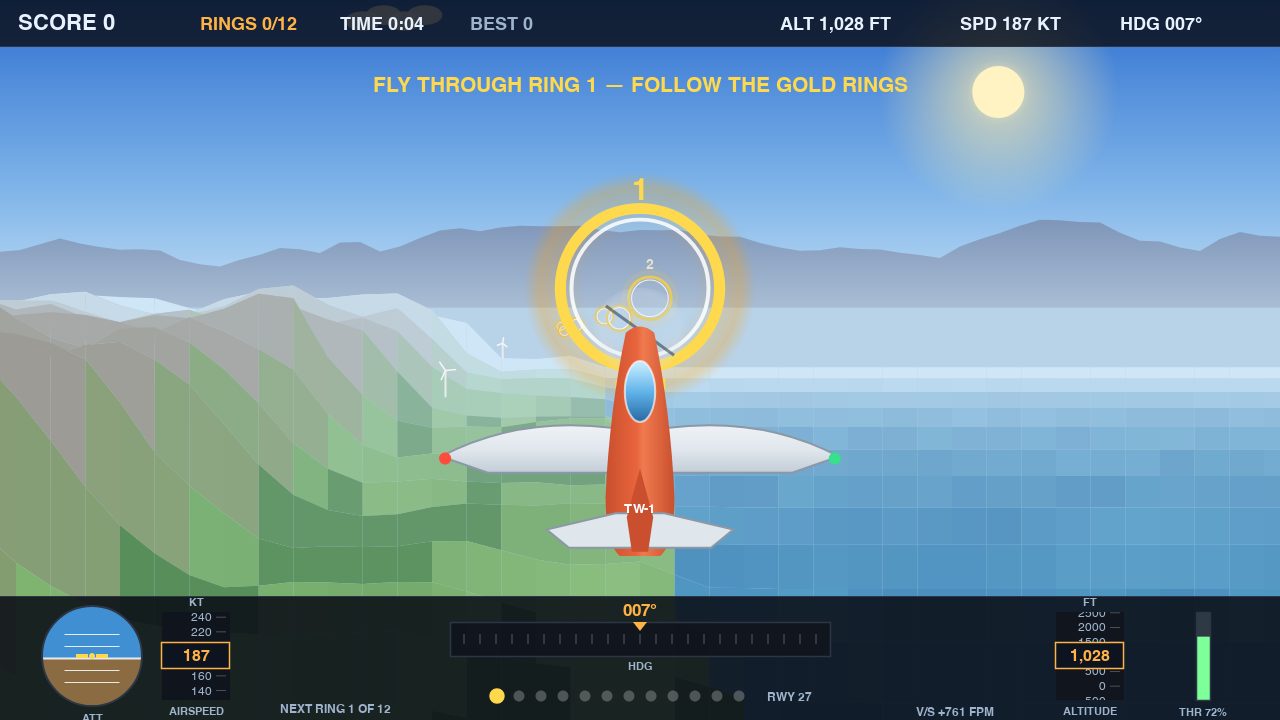 SCORE 0
RINGS 0/12
TIME 0:04
BEST 0
ALT 1,028 FT
SPD 187 KT
HDG 007°
FLY THROUGH RING 1 — FOLLOW THE GOLD RINGS
1
2
TW-1
KT
240
220
187
160
140
AIRSPEED
ATT
NEXT RING 1 OF 12
007°
HDG
RWY 27
V/S +761 FPM
FT
2500
2000
1500
1,028
500
0
-500
ALTITUDE
THR 72%